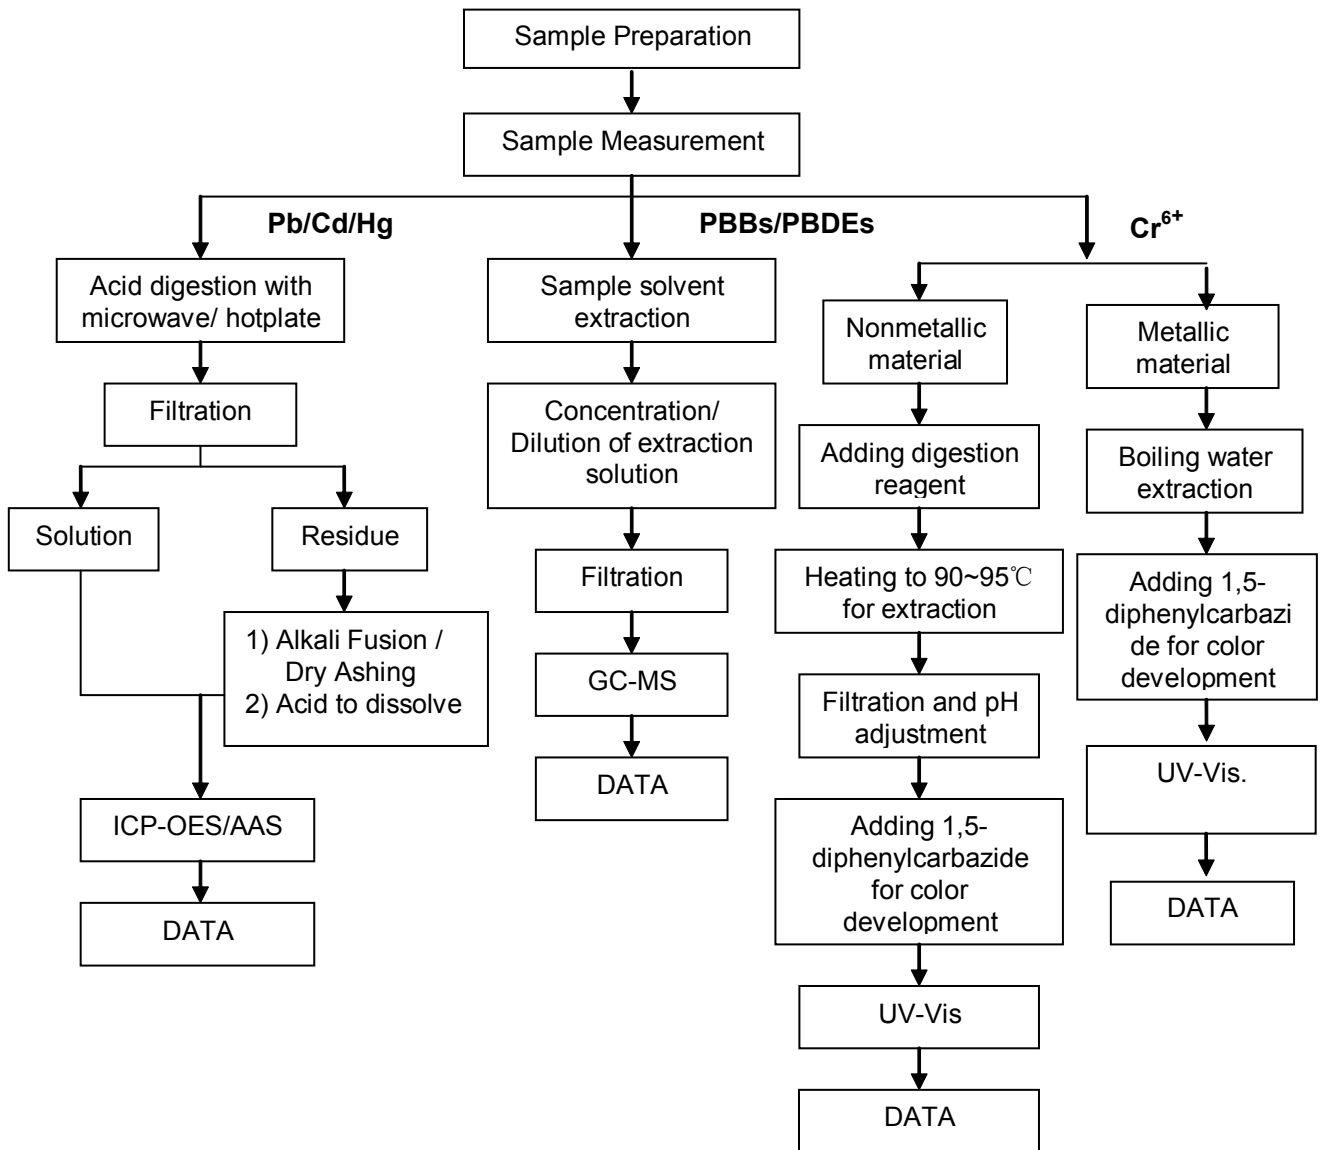 Sample Preparation
Sample Measurement
Pb/Cd/Hg
PBBs/PBDEs
Cr⁶⁺
Acid digestion with
microwave/ hotplate
Filtration
Solution
Residue
1) Alkali Fusion /
Dry Ashing
2) Acid to dissolve
ICP-OES/AAS
DATA
Sample solvent
extraction
Concentration/
Dilution of extraction
solution
Filtration
GC-MS
DATA
Nonmetallic
material
Adding digestion
reagent
Heating to 90~95℃
for extraction
Filtration and pH
adjustment
Adding 1,5-
diphenylcarbazide
for color
development
UV-Vis
DATA
Metallic
material
Boiling water
extraction
Adding 1,5-
diphenylcarbazi
de for color
development
UV-Vis.
DATA